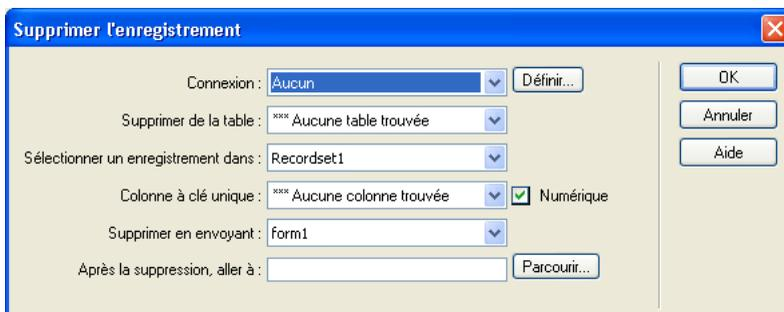 Supprimer l'enregistrement
Connexion : Aucun Définir... OK
Supprimer de la table : *** Aucune table trouvée Annuler
Sélectionner un enregistrement dans : Recordset1 Aide
Colonne à clé unique : *** Aucune colonne trouvée Numérique
Supprimer en envoyant : form1
Après la suppression, aller à : Parcourir...